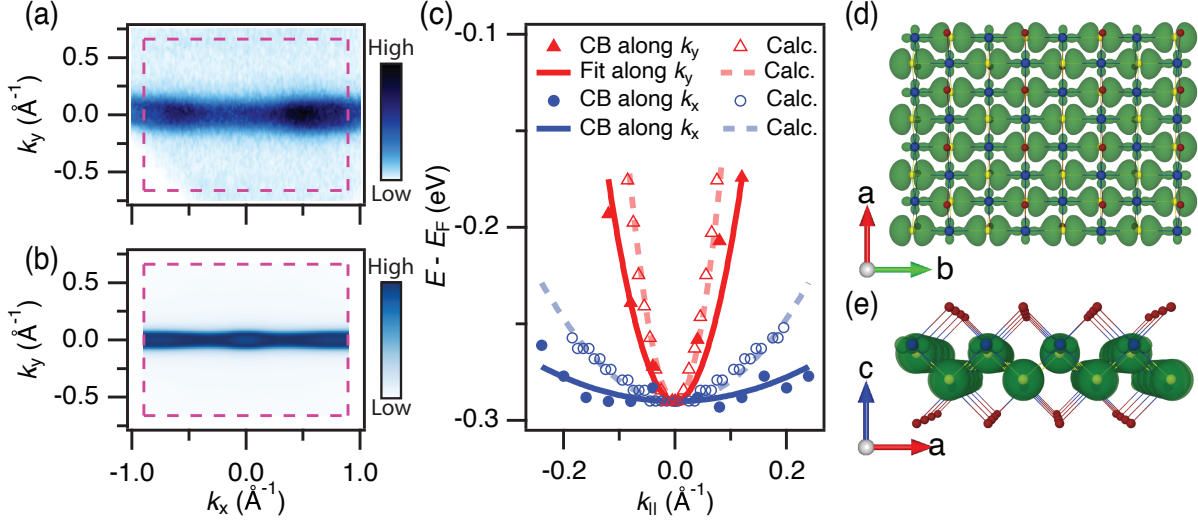 (a)
High
Low
0.5
0.0
-0.5
ky (Å-1)
(b)
High
Low
0.5
0.0
-0.5
ky (Å-1)
-1.0
0.0
1.0
kx (Å-1)
(c)
-0.1
-0.2
-0.3
E - EF (eV)
CB along ky
Calc.
Fit along ky
Calc.
CB along kx
Calc.
CB along kx
Calc.
-0.2
0.0
0.2
k|| (Å-1)
(d)
a
b
(e)
c
a